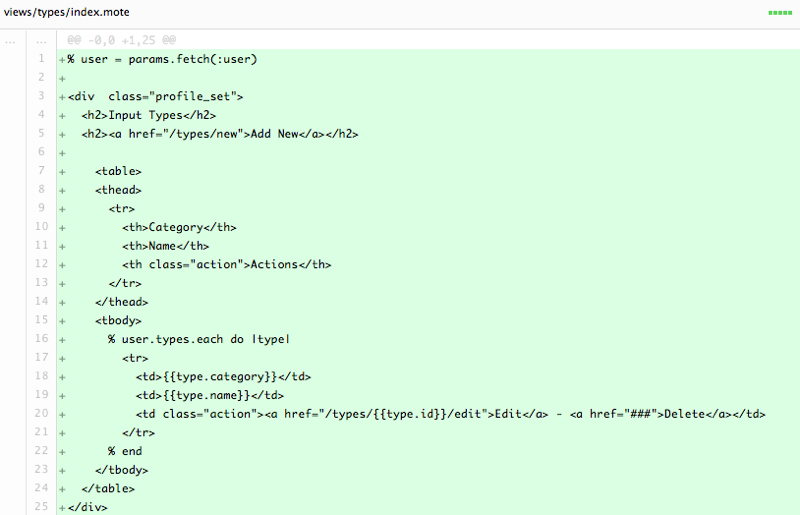 views/types/index.mote
... ... @@ -0,0 +1,25 @@
1 +% user = params.fetch(:user)
2 +
3 +<div  class="profile_set">
4 +  <h2>Input Types</h2>
5 +  <h2><a href="/types/new">Add New</a></h2>
6 +
7 +    <table>
8 +    <thead>
9 +      <tr>
10 +        <th>Category</th>
11 +        <th>Name</th>
12 +        <th class="action">Actions</th>
13 +      </tr>
14 +    </thead>
15 +    <tbody>
16 +      % user.types.each do |type|
17 +        <tr>
18 +          <td>{{type.category}}</td>
19 +          <td>{{type.name}}</td>
20 +          <td class="action"><a href="/types/{{type.id}}/edit">Edit</a> - <a href="###">Delete</a></td>
21 +        </tr>
22 +      % end
23 +    </tbody>
24 +  </table>
25 +</div>